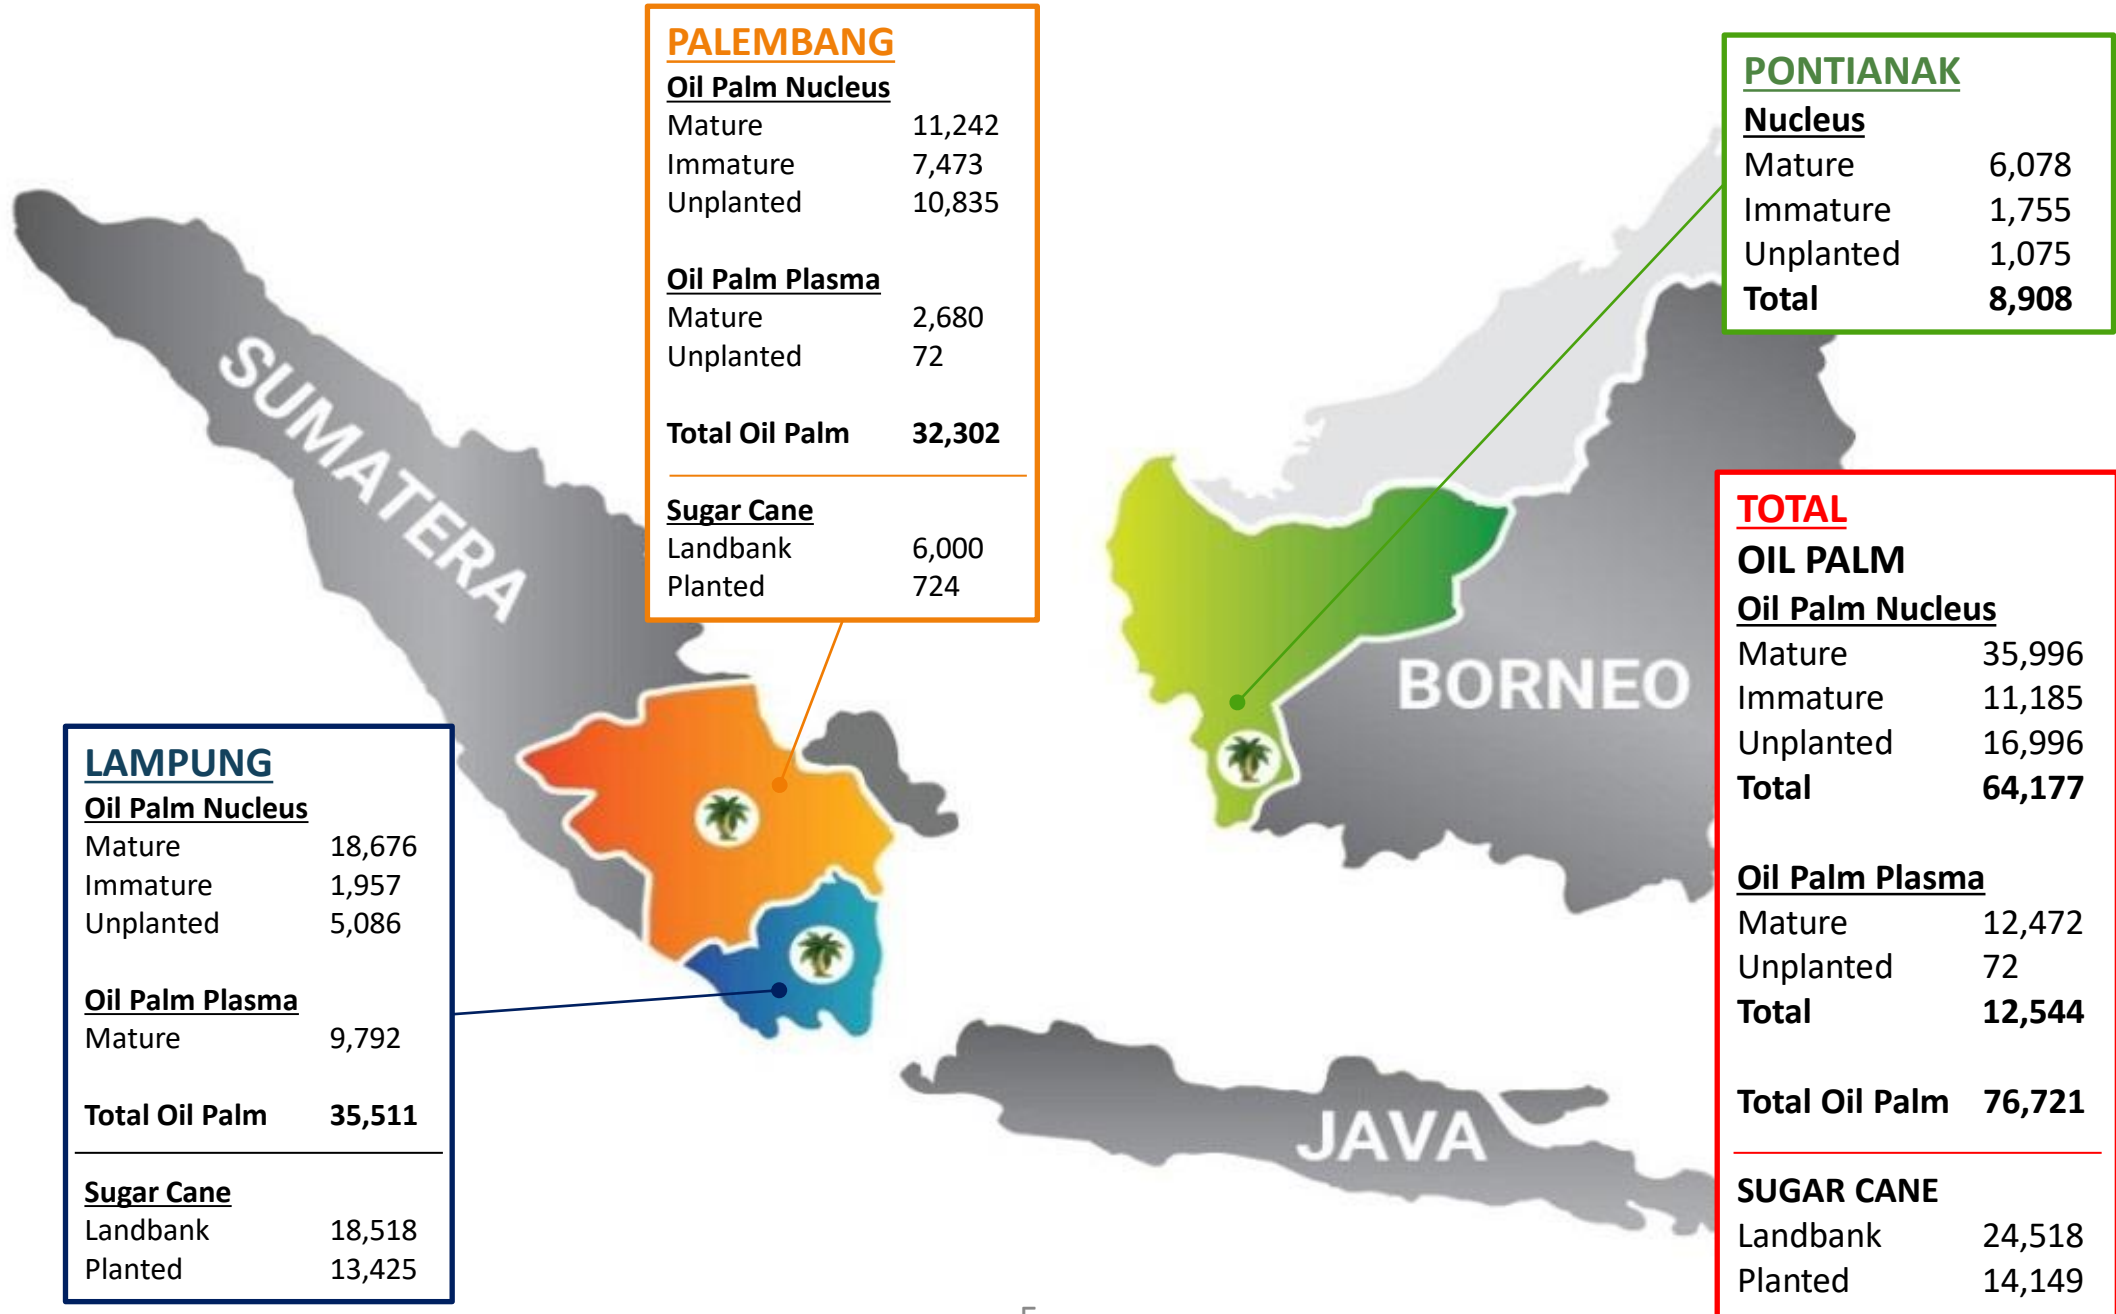 PALEMBANG
Oil Palm Nucleus
Mature 11,242
Immature 7,473
Unplanted 10,835
Oil Palm Plasma
Mature 2,680
Unplanted 72
Total Oil Palm 32,302
Sugar Cane
Landbank 6,000
Planted 724
PONTIANAK
Nucleus
Mature 6,078
Immature 1,755
Unplanted 1,075
Total 8,908
SUMATERA
BORNEO
JAVA
LAMPUNG
Oil Palm Nucleus
Mature 18,676
Immature 1,957
Unplanted 5,086
Oil Palm Plasma
Mature 9,792
Total Oil Palm 35,511
Sugar Cane
Landbank 18,518
Planted 13,425
TOTAL
OIL PALM
Oil Palm Nucleus
Mature 35,996
Immature 11,185
Unplanted 16,996
Total 64,177
Oil Palm Plasma
Mature 12,472
Unplanted 72
Total 12,544
Total Oil Palm 76,721
SUGAR CANE
Landbank 24,518
Planted 14,149